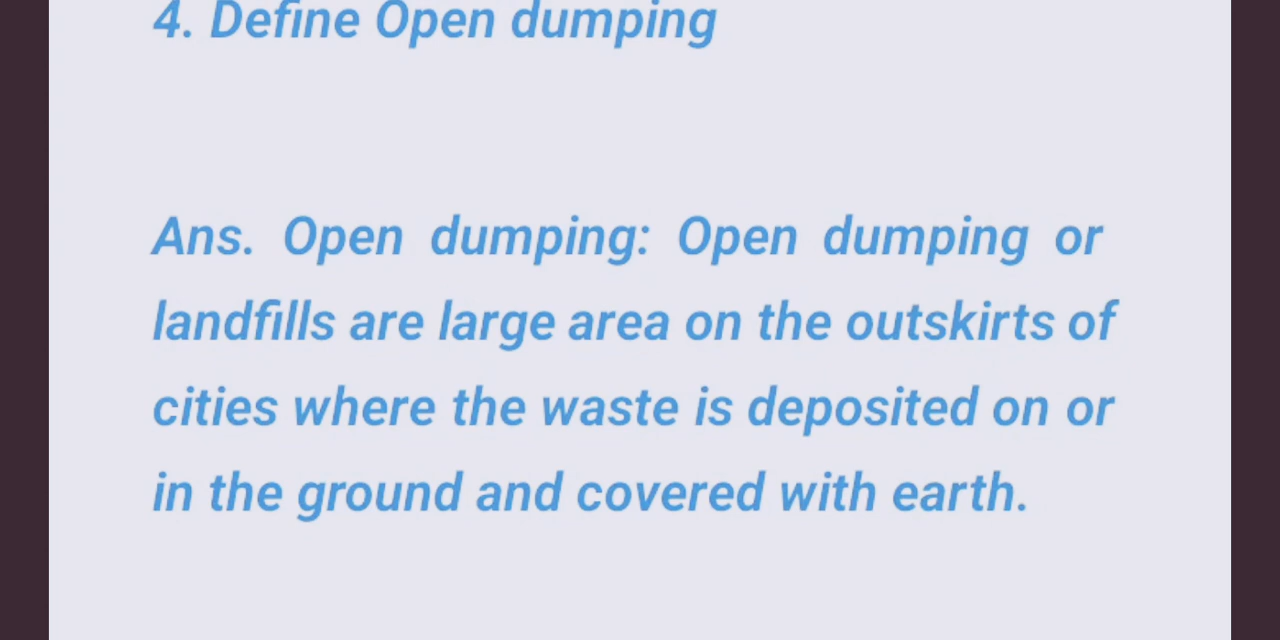 4. Define Open dumping
Ans. Open dumping: Open dumping or
landfills are large area on the outskirts of
cities where the waste is deposited on or
in the ground and covered with earth.